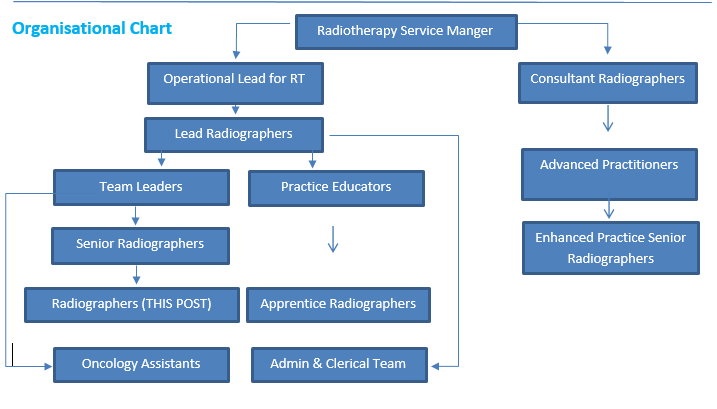 Organisational Chart
Radiotherapy Service Manger
Operational Lead for RT
Consultant Radiographers
Lead Radiographers
Advanced Practitioners
Team Leaders
Practice Educators
Senior Radiographers
Enhanced Practice Senior
Radiographers
Radiographers (THIS POST)
Apprentice Radiographers
Oncology Assistants
Admin & Clerical Team